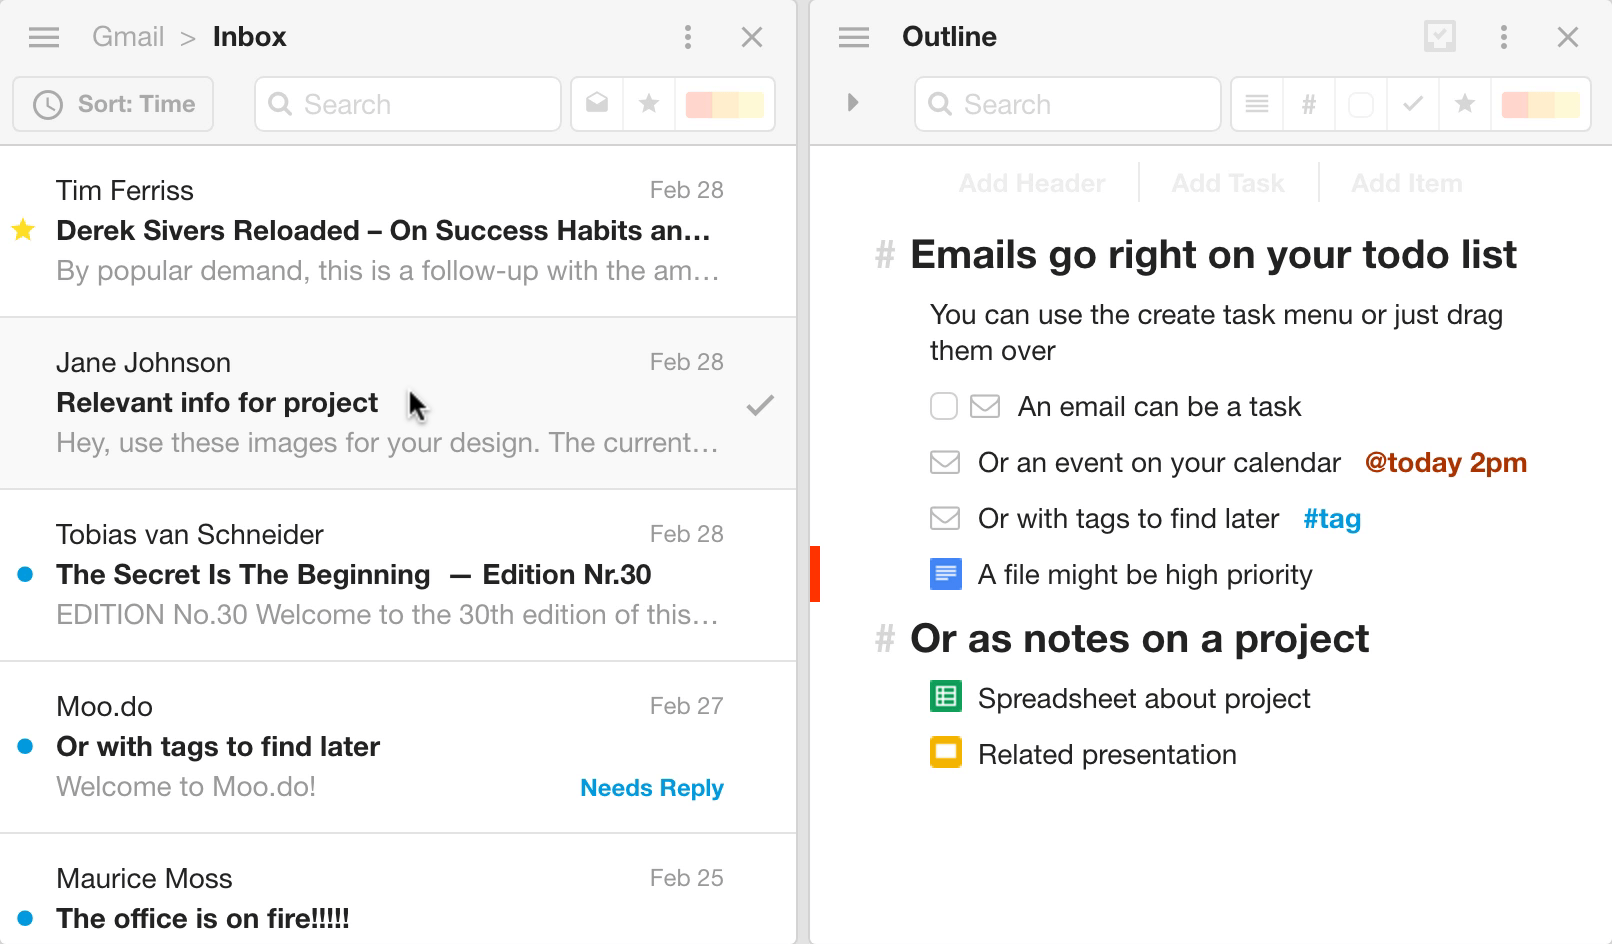 Gmail > Inbox
Sort: Time
Search
Tim Ferriss
Feb 28
Derek Sivers Reloaded – On Success Habits an…
By popular demand, this is a follow-up with the am…
Jane Johnson
Feb 28
Relevant info for project
Hey, use these images for your design. The current…
Tobias van Schneider
Feb 28
The Secret Is The Beginning — Edition Nr.30
EDITION No.30 Welcome to the 30th edition of this…
Moo.do
Feb 27
Or with tags to find later
Welcome to Moo.do!
Needs Reply
Maurice Moss
Feb 25
The office is on fire!!!!!
Outline
Search
#
Add Header
Add Task
Add Item
# Emails go right on your todo list
You can use the create task menu or just drag
them over
An email can be a task
Or an event on your calendar @today 2pm
Or with tags to find later #tag
A file might be high priority
# Or as notes on a project
Spreadsheet about project
Related presentation